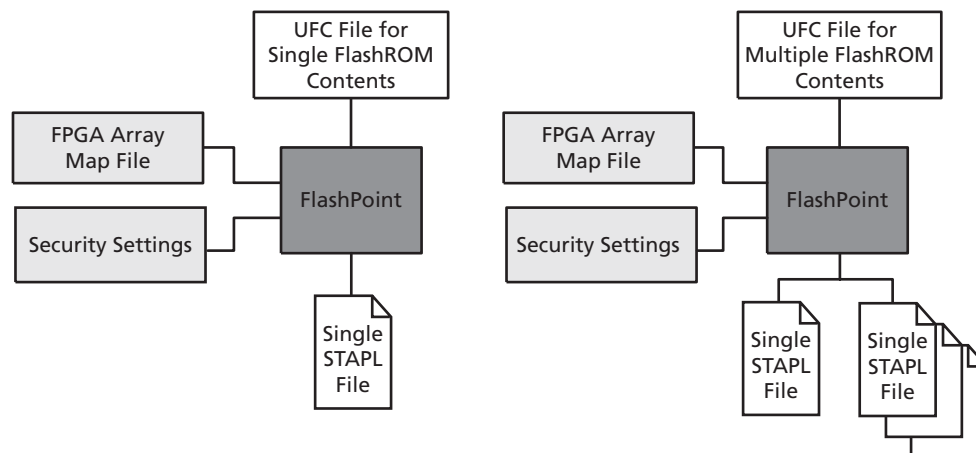 UFC File for
Single FlashROM
Contents
FPGA Array
Map File
FlashPoint
Security Settings
Single
STAPL
File
UFC File for
Multiple FlashROM
Contents
FPGA Array
Map File
FlashPoint
Security Settings
Single
STAPL
File
Single
STAPL
File